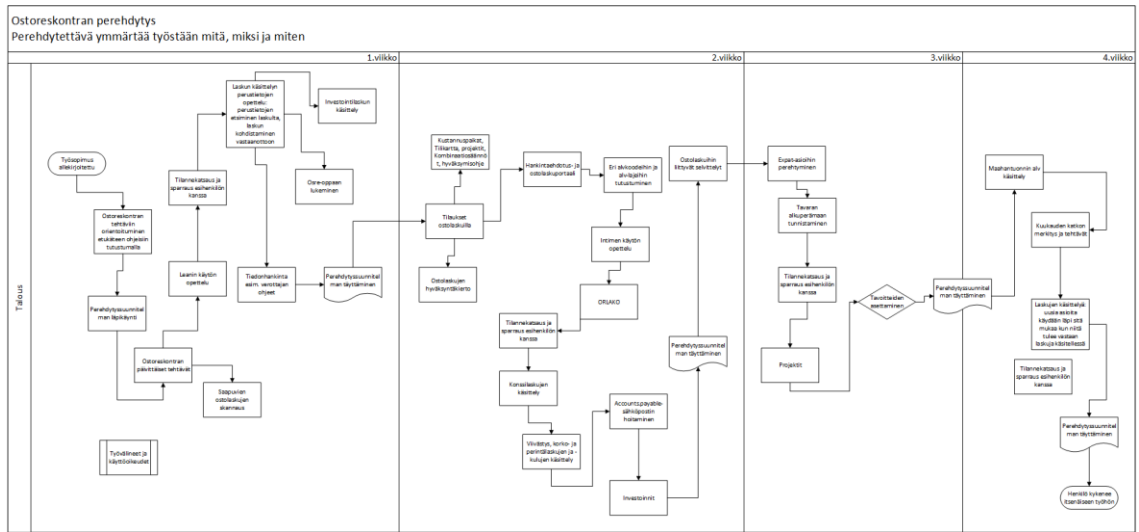 Ostoreskontran perehdytys
Perehdytettävä ymmärtää työstään mitä, miksi ja miten
1.viikko
2.viikko
3.viikko
4.viikko
Talous
Työsopimus
allekirjoitettu
Ostoreskontran
tehtäviin
orientoituminen
etukäteen ohjeisiin
tutustumalla
Perehdytyssuunnitel
man läpikäynti
Ostoreskontran
päivittäiset tehtävät
Saapuvien
ostolaskujen
skannaus
Leanin käytön
opettelu
Tilannekatsaus ja
sparraus esihenkilön
kanssa
Laskun käsittelyn
perustietojen
opettelu:
perustietojen
etsiminen laskulta,
laskun
kohdistaminen
vastaanottoon
Investointilaskun
käsittely
Osre-oppaan
lukeminen
Tiedonhankinta
esim. verottajan
ohjeet
Perehdytyssuunnitel
man täyttäminen
Työvälineet ja
käyttöoikeudet
Kustannuspaikat,
Tilikartta, projektit,
Kombinaatiosäännö
t, hyväksymisohje
Tilaukset
ostolaskuilla
Ostolaskujen
hyväksyntäkierto
Hankintaehdotus- ja
ostolaskuportaali
Eri alvkoodeihin ja
alvlajeihin
tutustuminen
Intimen käytön
opettelu
Tilannekatsaus ja
sparraus esihenkilön
kanssa
Konsilaskujen
käsittely
Viivästys, korko- ja
perintälaskujen ja -
kulujen käsittely
Accounts.payable-
sähköpostin
hoitaminen
Investoinnit
Perehdytyssuunnitel
man täyttäminen
Ostolaskuihin
liittyvät selvittelyt
Expat-asioihin
perehtyminen
Tavaran
alkuperämaan
tunnistaminen
Tilannekatsaus ja
sparraus esihenkilön
kanssa
Projektit
Tavoitteiden
asettaminen
Perehdytyssuunnitel
man täyttäminen
Maahantuonnin alv
käsittely
Kuukauden katkon
merkitys ja tehtävät
Laskujen käsittelyä:
uusia asioita
käydään läpi sitä
mukaa kun niitä
tulee vastaan
laskuja käsitellessä
Tilannekatsaus ja
sparraus esihenkilön
kanssa
Perehdytyssuunnitel
man täyttäminen
Henkilö kykenee
itsenäiseen työhön